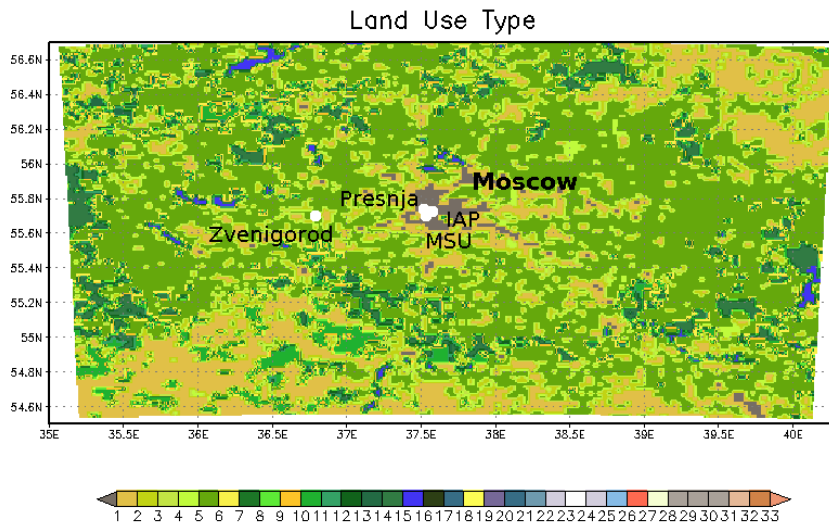 Land Use Type
56.6N
56.4N
56.2N
56N
55.8N
55.6N
55.4N
55.2N
55N
54.8N
54.6N
Moscow
Presnja
IAP
Zvenigorod
MSU
35E 35.5E 36E 36.5E 37E 37.5E 38E 38.5E 39E 39.5E 40E
1 2 3 4 5 6 7 8 9 10 11 12 13 14 15 16 17 18 19 20 21 22 23 24 25 26 27 28 29 30 31 32 33